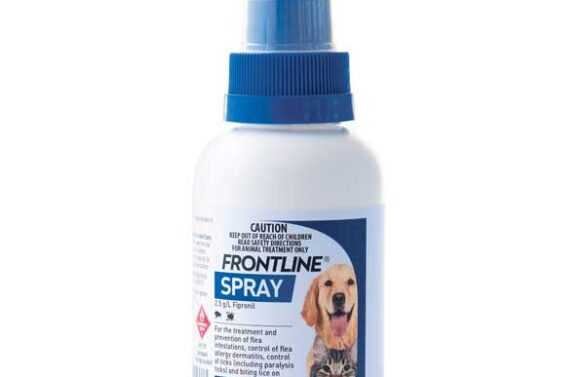 CAUTION
KEEP OUT OF REACH OF CHILDREN
READ SAFETY DIRECTIONS
FOR ANIMAL TREATMENT ONLY
FRONTLINE®
SPRAY
2.5 g/L Fipronil
For the treatment and
prevention of flea
infestations, control of flea
allergy dermatitis, control
of ticks (including paralysis
ticks) and biting lice on